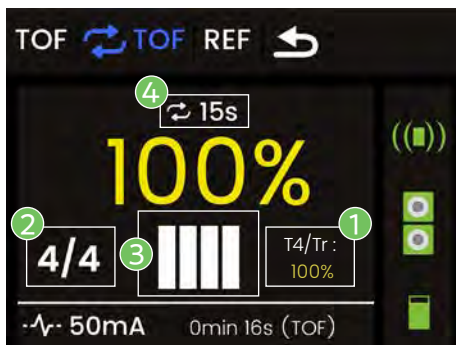 TOF TOF REF
4
15s
100%
2
4/4
3
1
T4/Tr :
100%
50mA 0min 16s (TOF)